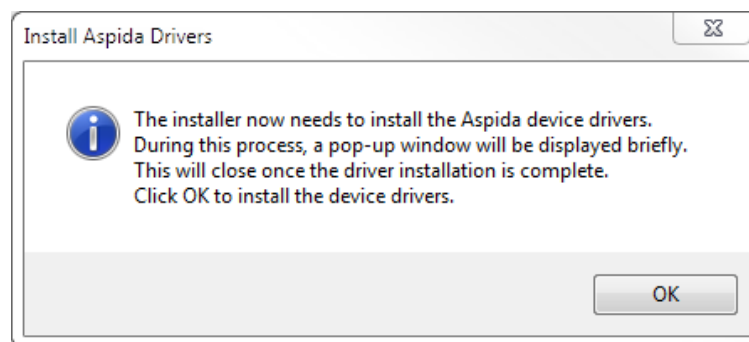 Install Aspida Drivers
The installer now needs to install the Aspida device drivers.
During this process, a pop-up window will be displayed briefly.
This will close once the driver installation is complete.
Click OK to install the device drivers.
OK